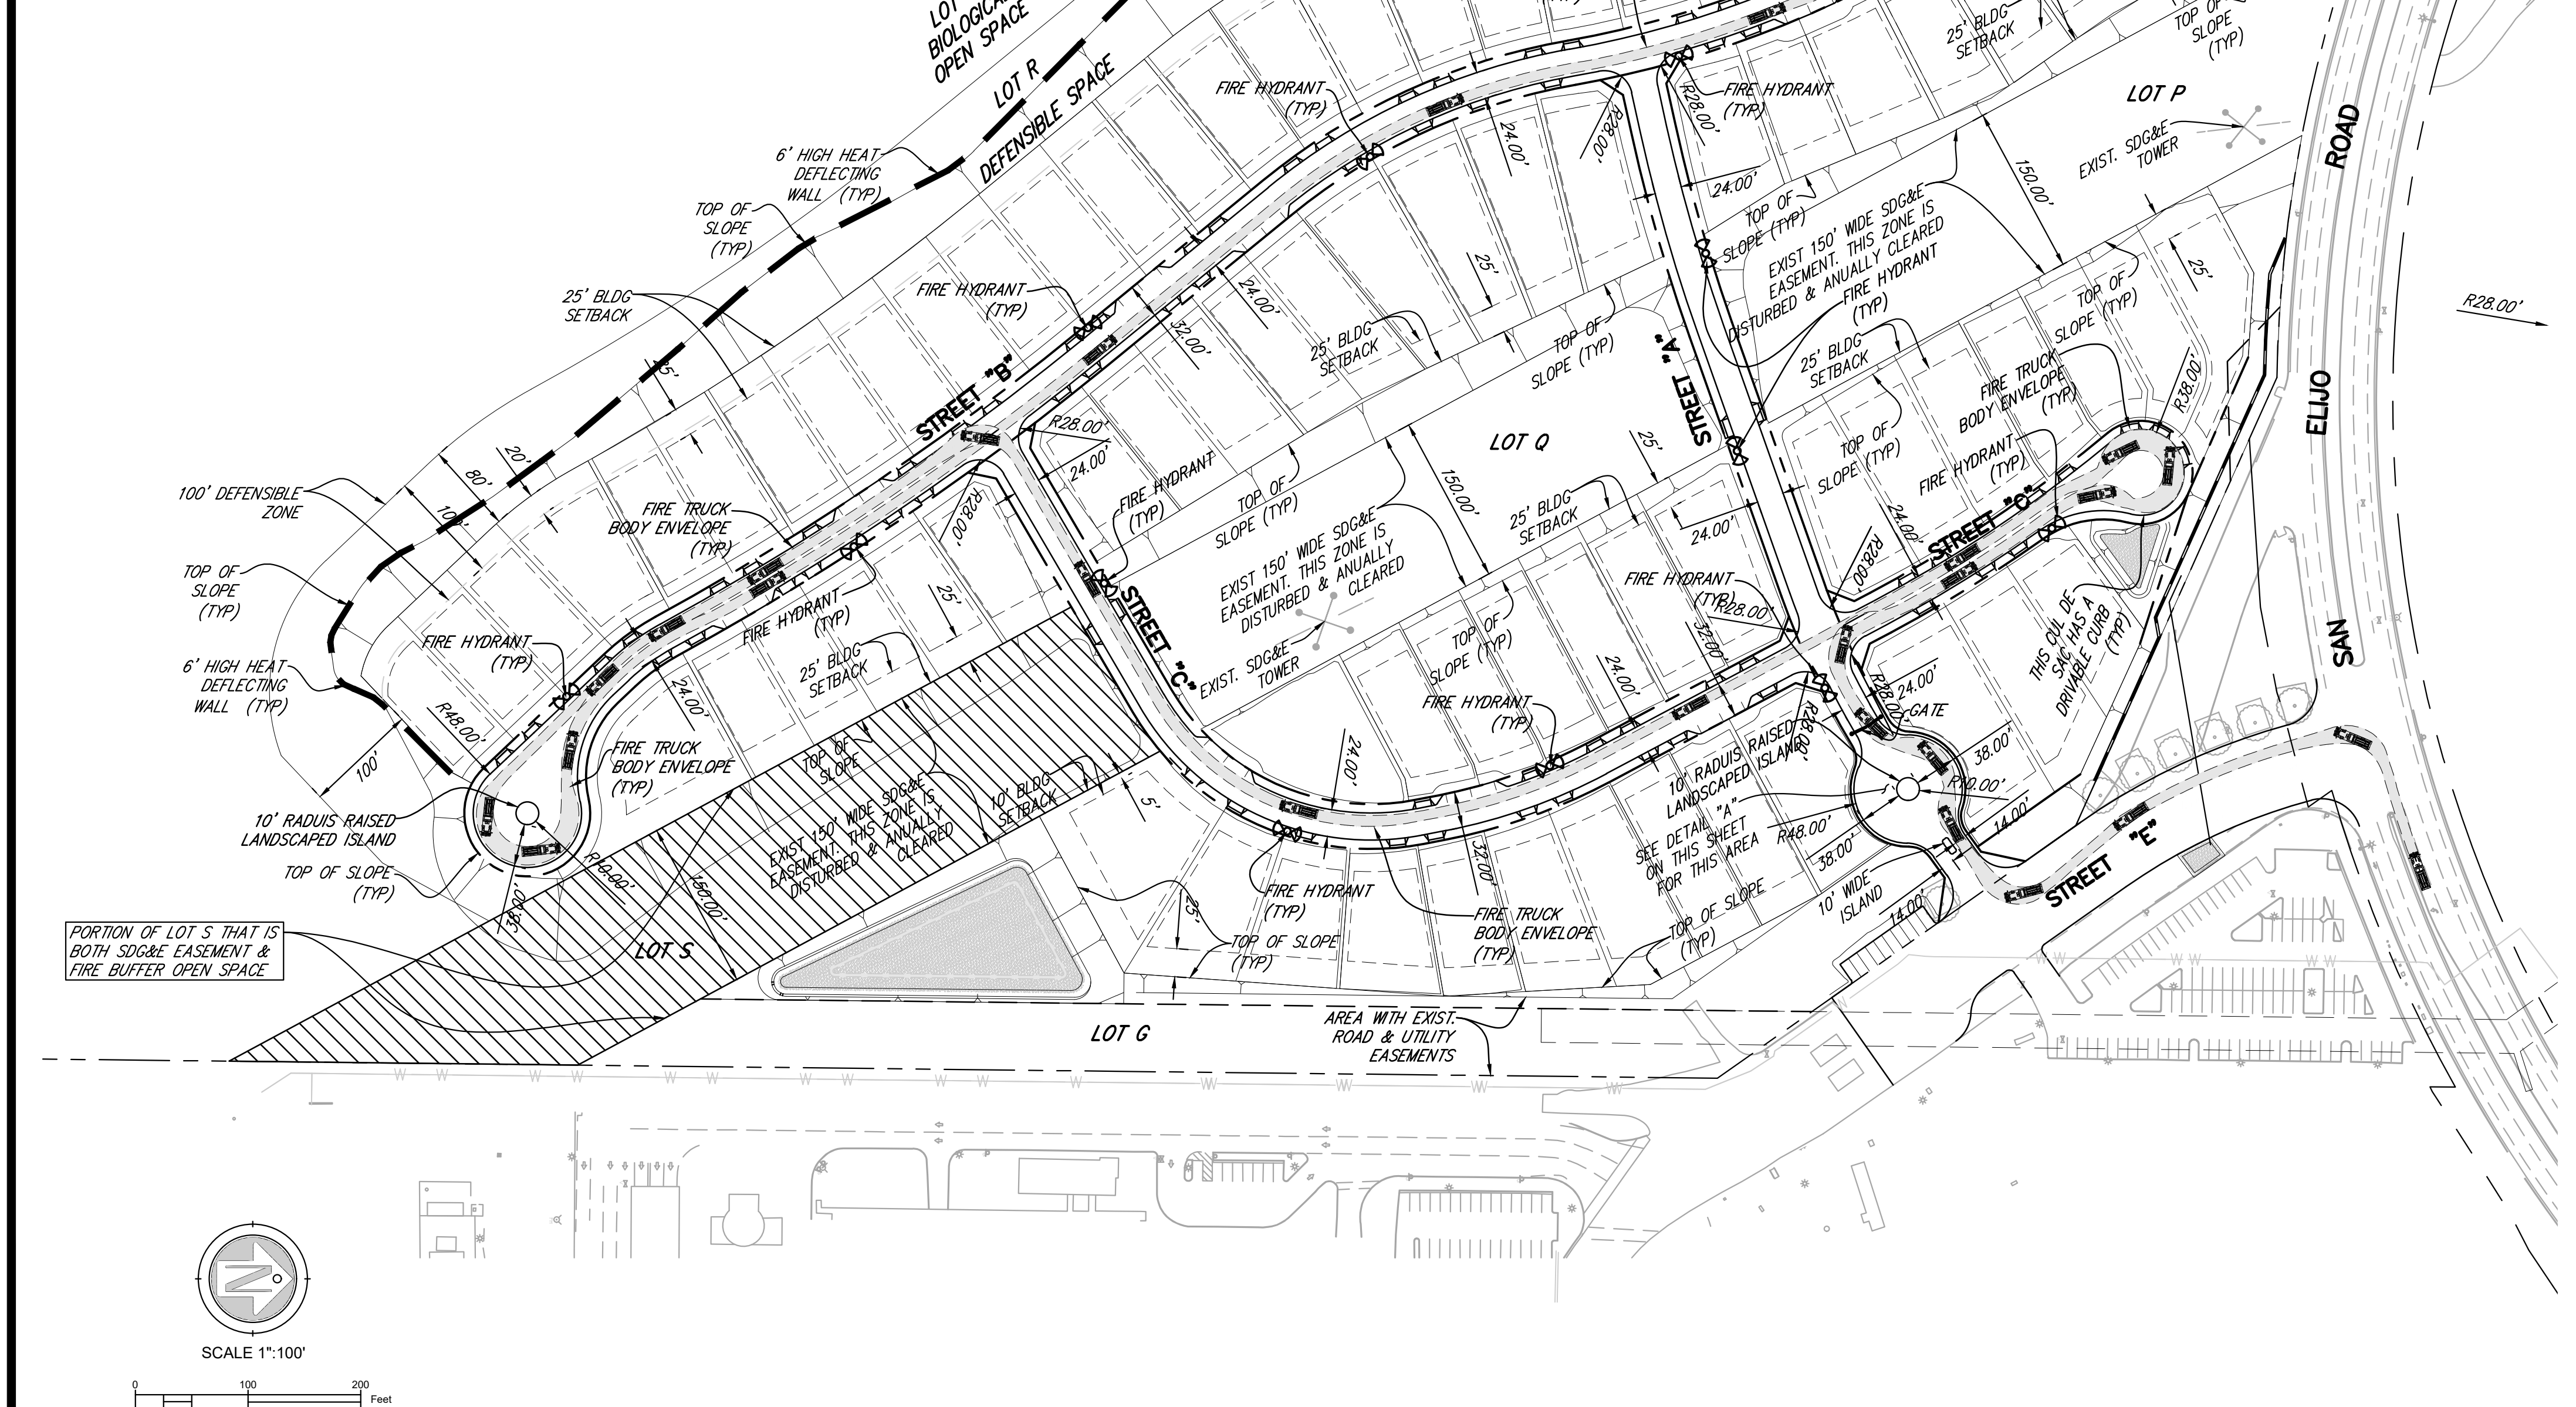 LOT
BIOLOGICAL
OPEN SPACE
LOT R
DEFENSIBLE SPACE
6' HIGH HEAT
DEFLECTING
WALL (TYP)
TOP OF
SLOPE
(TYP)
25' BLDG
SETBACK
25'
20'
80'
100'
100' DEFENSIBLE
ZONE
TOP OF
SLOPE
(TYP)
6' HIGH HEAT
DEFLECTING
WALL (TYP)
100'
10' RADUIS RAISED
LANDSCAPED ISLAND
TOP OF SLOPE
(TYP)
PORTION OF LOT S THAT IS
BOTH SDG&E EASEMENT &
FIRE BUFFER OPEN SPACE
FIRE HYDRANT
(TYP)
R48.00'
FIRE TRUCK
BODY ENVELOPE
(TYP)
R10.00'
38.00'
24.00'
FIRE TRUCK
BODY ENVELOPE
(TYP)
FIRE HYDRANT
(TYP)
25' BLDG
SETBACK
25'
TOP OF
SLOPE
EXIST 150' WIDE SDG&E
EASEMENT. THIS ZONE IS
DISTURBED & ANUALLY
CLEARED
150.00'
LOT S
10' BLDG
SETBACK
5'
STREET "B"
FIRE HYDRANT
(TYP)
32.00'
24.00'
R28.00'
24.00'
R28.00'
FIRE HYDRANT
(TYP)
STREET "C"
FIRE HYDRANT
(TYP)
24.00'
R28.00'
R28.00'
FIRE HYDRANT
(TYP)
24.00'
25'
25' BLDG
SETBACK
TOP OF
SLOPE (TYP)
TOP OF
SLOPE (TYP)
LOT Q
150.00'
25'
EXIST 150' WIDE SDG&E
EASEMENT. THIS ZONE IS
DISTURBED & ANUALLY
CLEARED
EXIST. SDG&E
TOWER
25' BLDG
SETBACK
TOP OF
SLOPE (TYP)
24.00'
24.00'
32.00'
FIRE HYDRANT
(TYP)
R28.00'
FIRE HYDRANT
(TYP)
24.00'
32.00'
FIRE HYDRANT
(TYP)
FIRE TRUCK
BODY ENVELOPE
(TYP)
25'
TOP OF SLOPE
(TYP)
TOP OF SLOPE
(TYP)
AREA WITH EXIST.
ROAD & UTILITY
EASEMENTS
LOT G
STREET "A"
TOP OF
SLOPE (TYP)
EXIST 150' WIDE SDG&E
EASEMENT. THIS ZONE IS
DISTURBED & ANUALLY CLEARED
FIRE HYDRANT
(TYP)
150.00'
25' BLDG
SETBACK
TOP OF
SLOPE
(TYP)
LOT P
EXIST. SDG&E
TOWER
25'
TOP OF
SLOPE (TYP)
25' BLDG
SETBACK
TOP OF
SLOPE (TYP)
FIRE TRUCK
BODY ENVELOPE
(TYP)
FIRE HYDRANT
(TYP)
R38.00'
24.00'
R28.00'
STREET "C"
THIS CUL DE
SAC HAS A
DRIVABLE CURB
(TYP)
24.00'
R28.00'
R28.00'
GATE
10' RADUIS RAISED
LANDSCAPED ISLAND
38.00'
R10.00'
SEE DETAIL "A"
ON THIS SHEET
FOR THIS AREA
R48.00'
38.00'
14.00'
10' WIDE
ISLAND
14.00'
STREET "E"
SAN
ELIJO
ROAD
R28.00'
SCALE 1":100'
0 100 200
Feet